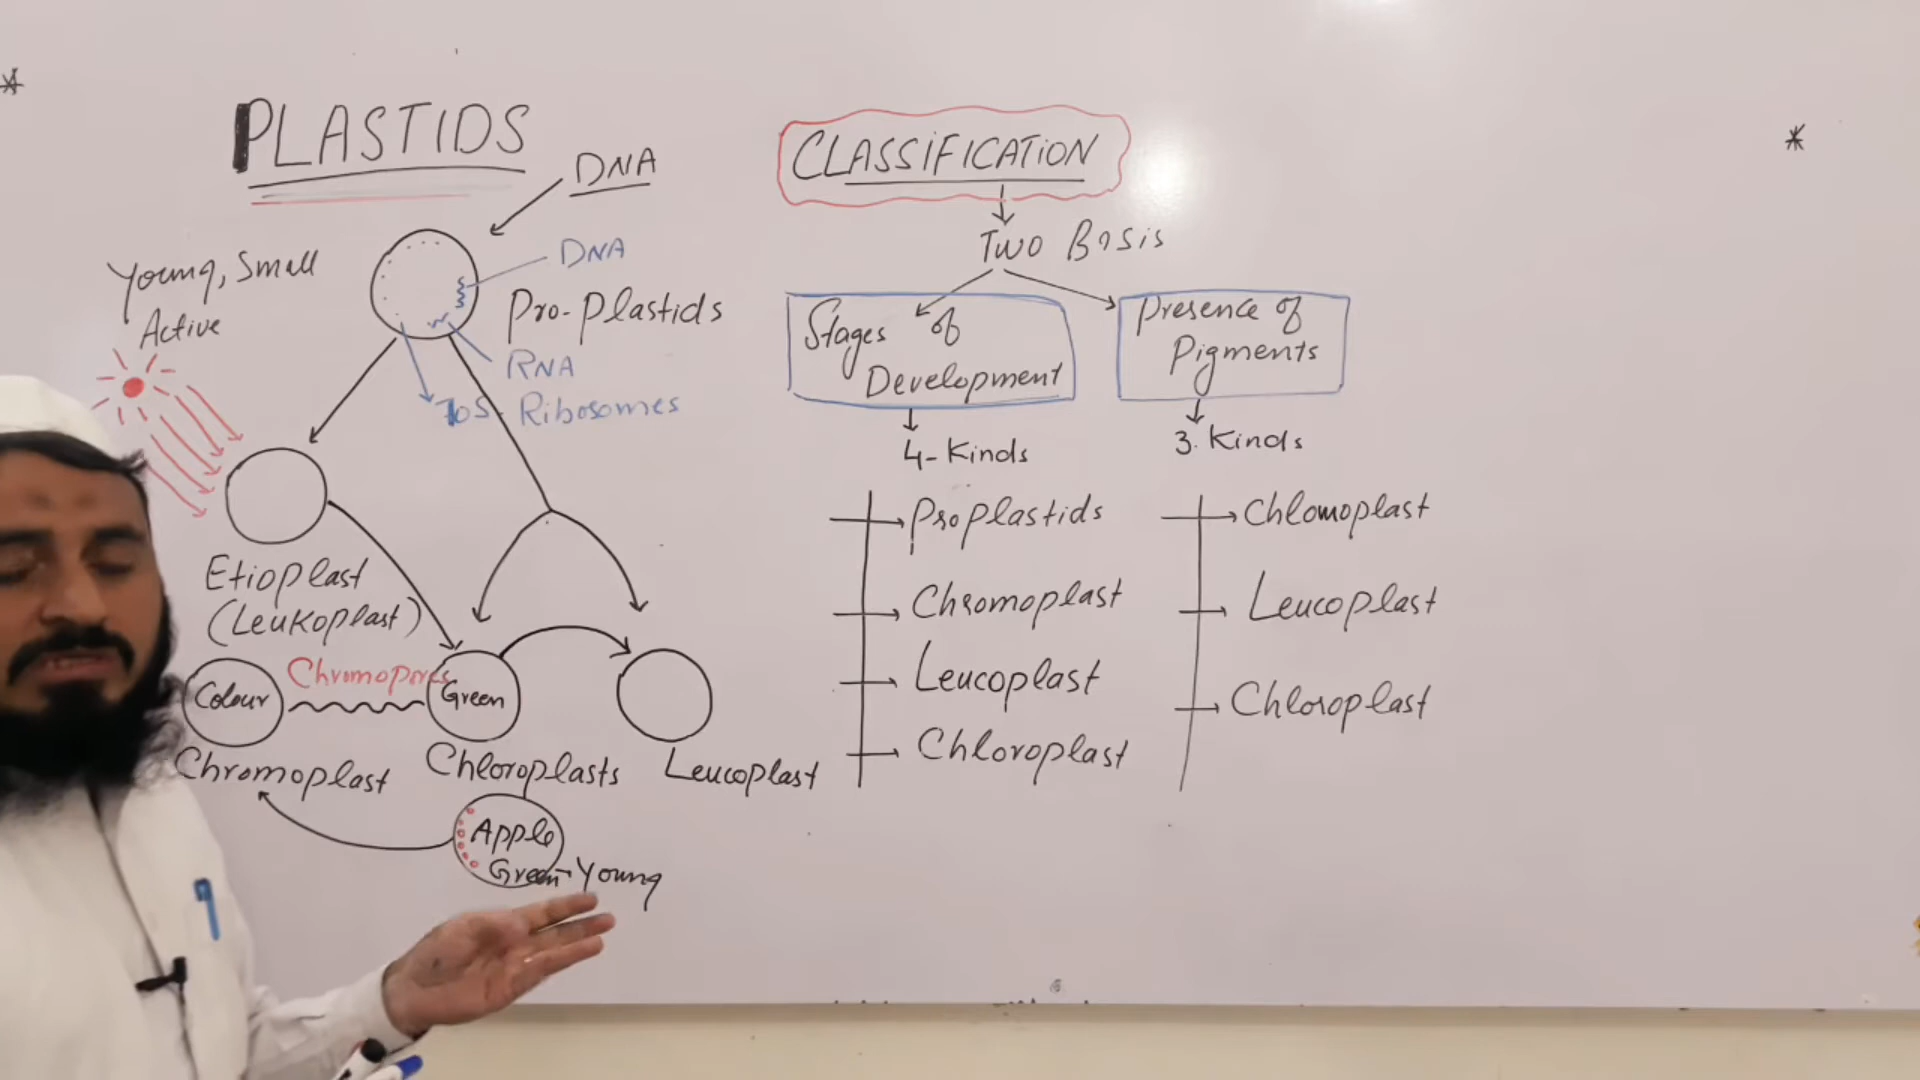 PLASTIDS
DNA
DNA
Young, Small
Active
Pro-Plastids
RNA
70S-Ribosomes
Etioplast
(Leukoplast)
Chromopores
Colour
Green
Chromoplast
Chloroplasts
Leucoplast
Apple
Green-Young
CLASSiFiCATiON
Two Basis
Stages of
Development
Presence of
Pigments
4-Kinds
3.Kinds
Proplastids
Chromoplast
Leucoplast
Chloroplast
Chlomoplast
Leucoplast
Chloroplast